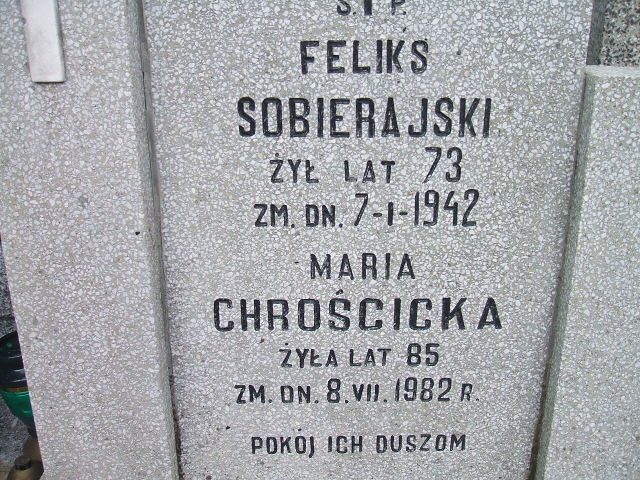 Ś. † P.
FELIKS
SOBIERAJSKI
ŻYŁ LAT 73
ZM. DN. 7-I-1942
MARIA
CHROŚCICKA
ŻYŁA LAT 85
ZM. DN. 8.VII.1982 R.
POKÓJ ICH DUSZOM